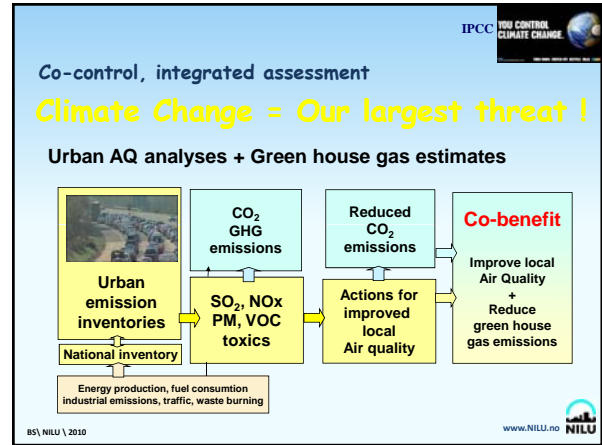 IPCC
YOU CONTROL
CLIMATE CHANGE.
Co-control, integrated assessment
Climate Change = Our largest threat !
Urban AQ analyses + Green house gas estimates
Urban
emission
inventories
National inventory
Energy production, fuel consumtion
industrial emissions, traffic, waste burning
CO2
GHG
emissions
SO2, NOx
PM, VOC
toxics
Reduced
CO2
emissions
Actions for
improved
local
Air quality
Co-benefit
Improve local
Air Quality
+
Reduce
green house
gas emissions
BS\ NILU \ 2010
www.NILU.no
NILU